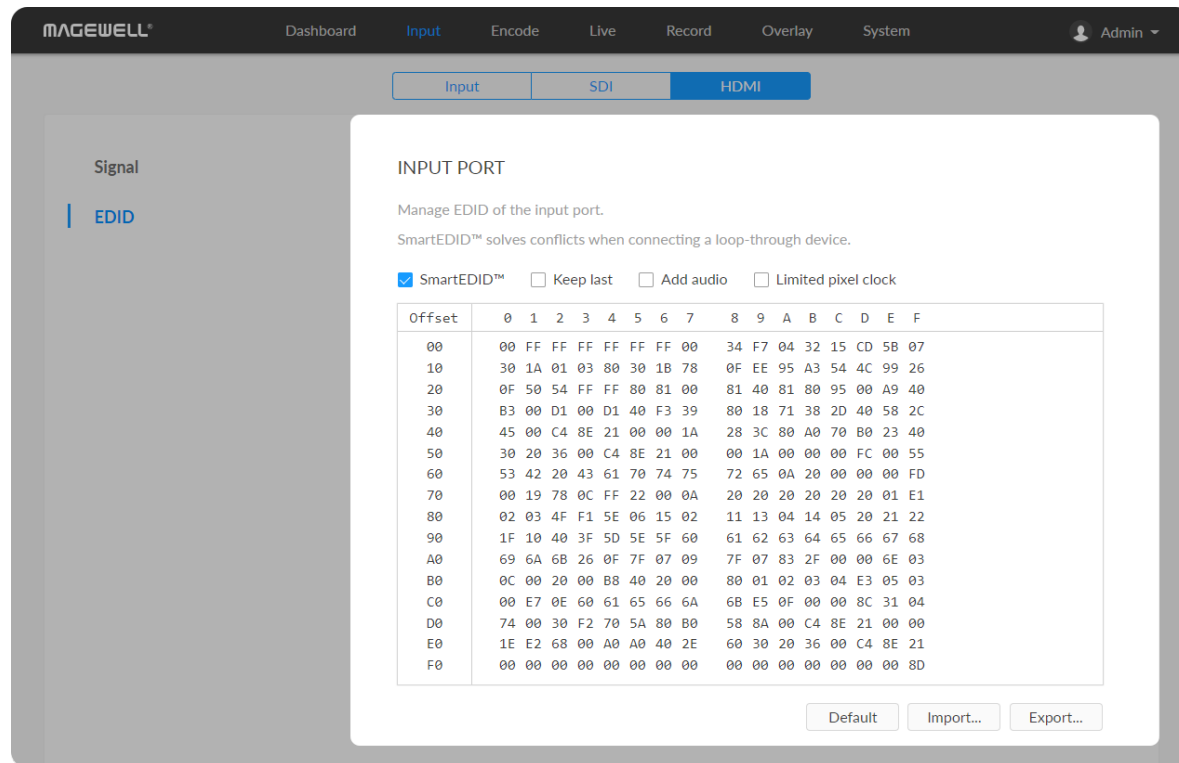 MAGEWELL®
Dashboard Input Encode Live Record Overlay System Admin
Input SDI HDMI
Signal
EDID
INPUT PORT
Manage EDID of the input port.
SmartEDID™ solves conflicts when connecting a loop-through device.
SmartEDID™ Keep last Add audio Limited pixel clock
Offset 0 1 2 3 4 5 6 7 8 9 A B C D E F
00 00 FF FF FF FF FF FF 00 34 F7 04 32 15 CD 5B 07
10 30 1A 01 03 80 30 1B 78 0F EE 95 A3 54 4C 99 26
20 0F 50 54 FF FF 80 81 00 81 40 81 80 95 00 A9 40
30 B3 00 D1 00 D1 40 F3 39 80 18 71 38 2D 40 58 2C
40 45 00 C4 8E 21 00 00 1A 28 3C 80 A0 70 B0 23 40
50 30 20 36 00 C4 8E 21 00 00 1A 00 00 00 FC 00 55
60 53 42 20 43 61 70 74 75 72 65 0A 20 00 00 00 FD
70 00 19 78 0C FF 22 00 0A 20 20 20 20 20 20 01 E1
80 02 03 4F F1 5E 06 15 02 11 13 04 14 05 20 21 22
90 1F 10 40 3F 5D 5E 5F 60 61 62 63 64 65 66 67 68
A0 69 6A 6B 26 0F 7F 07 09 7F 07 83 2F 00 00 6E 03
B0 0C 00 20 00 B8 40 20 00 80 01 02 03 04 E3 05 03
C0 00 E7 0E 60 61 65 66 6A 6B E5 0F 00 00 8C 31 04
D0 74 00 30 F2 70 5A 80 B0 58 8A 00 C4 8E 21 00 00
E0 1E E2 68 00 A0 A0 40 2E 60 30 20 36 00 C4 8E 21
F0 00 00 00 00 00 00 00 00 00 00 00 00 00 00 00 8D
Default Import... Export...